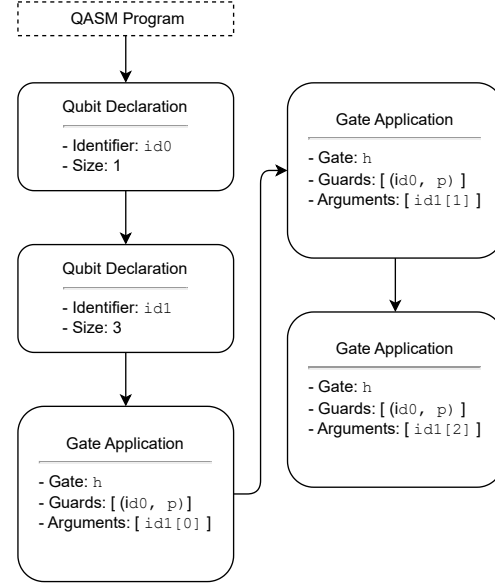 QASM Program
Qubit Declaration
- Identifier: id0
- Size: 1
Qubit Declaration
- Identifier: id1
- Size: 3
Gate Application
- Gate: h
- Guards: [ (id0, p)]
- Arguments: [ id1[0] ]
Gate Application
- Gate: h
- Guards: [ (id0, p) ]
- Arguments: [ id1[1] ]
Gate Application
- Gate: h
- Guards: [ (id0, p) ]
- Arguments: [ id1[2] ]